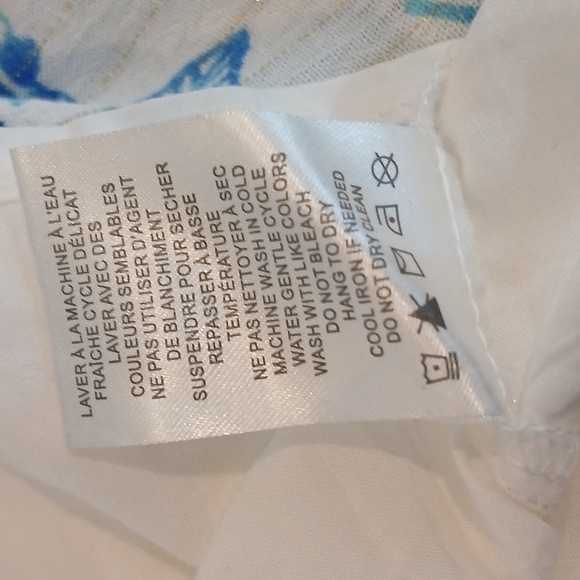 LAVER À LA MACHINE À L'EAU
FRAÎCHE CYCLE DÉLICAT
LAVER AVEC DES
COULEURS SEMBLABLES
NE PAS UTILISER D'AGENT
DE BLANCHIMENT
SUSPENDRE POUR SECHER
REPASSER À BASSE
TEMPÉRATURE
NE PAS NETTOYER À SEC
MACHINE WASH IN COLD
WATER GENTLE CYCLE
WASH WITH LIKE COLORS
DO NOT BLEACH
HANG TO DRY
COOL IRON IF NEEDED
DO NOT DRY CLEAN